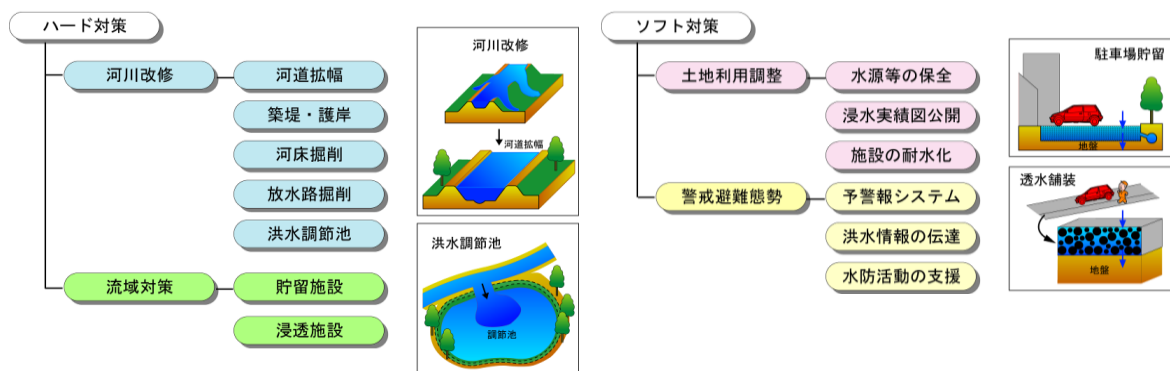 ハード対策
河川改修
河道拡幅
築堤・護岸
河床掘削
放水路掘削
洪水調節池
流域対策
貯留施設
浸透施設
河川改修
河道拡幅
洪水調節池
調節池
ソフト対策
土地利用調整
水源等の保全
浸水実績図公開
施設の耐水化
警戒避難態勢
予警報システム
洪水情報の伝達
水防活動の支援
駐車場貯留
地盤
透水舗装
地盤